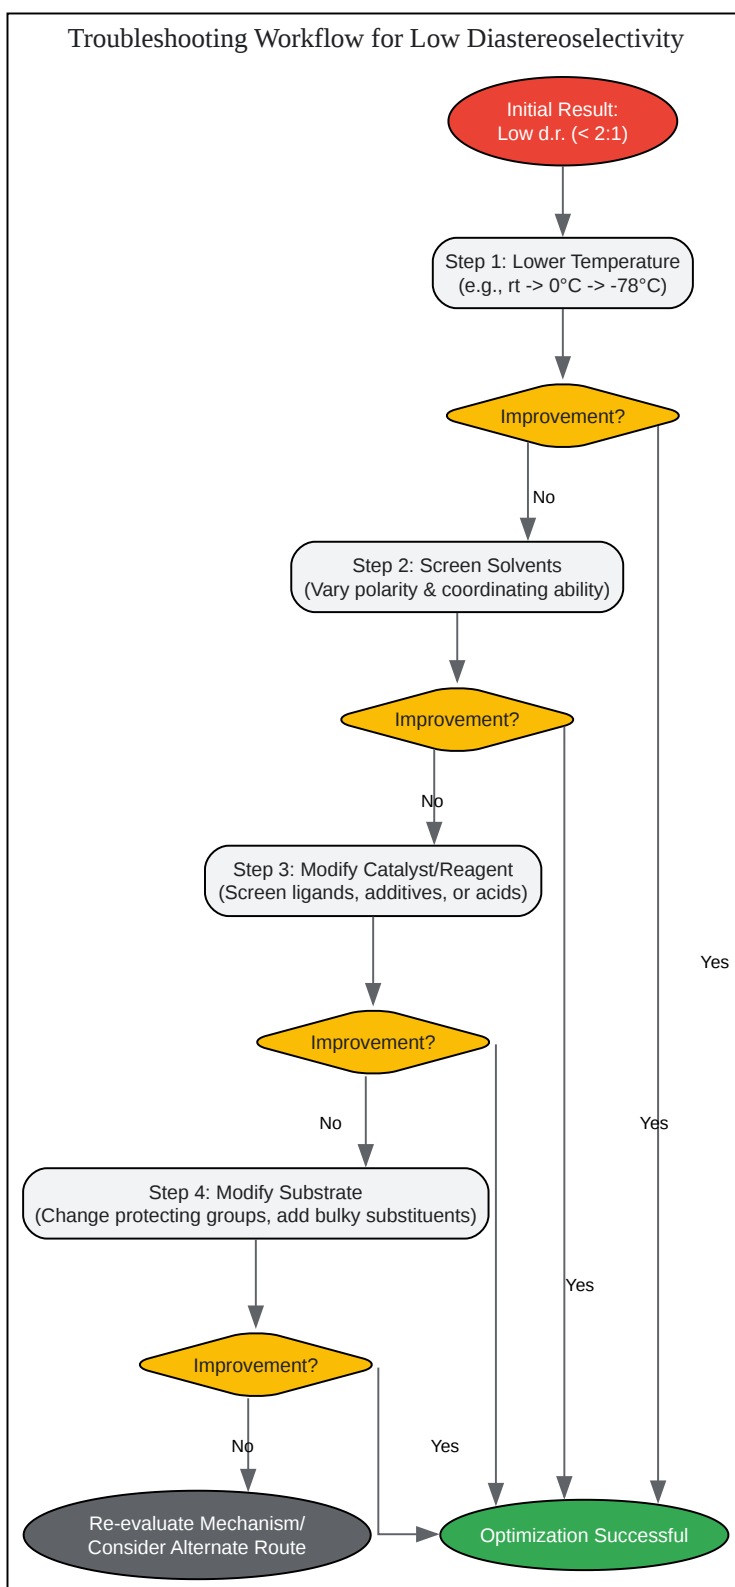 Troubleshooting Workflow for Low Diastereoselectivity
Initial Result:
Low d.r. (< 2:1)
Step 1: Lower Temperature
(e.g., rt -> 0°C -> -78°C)
Improvement?
No
Step 2: Screen Solvents
(Vary polarity & coordinating ability)
Improvement?
No
Step 3: Modify Catalyst/Reagent
(Screen ligands, additives, or acids)
Yes
Improvement?
No
Yes
Step 4: Modify Substrate
(Change protecting groups, add bulky substituents)
Yes
Improvement?
No
Yes
Re-evaluate Mechanism/
Consider Alternate Route
Optimization Successful